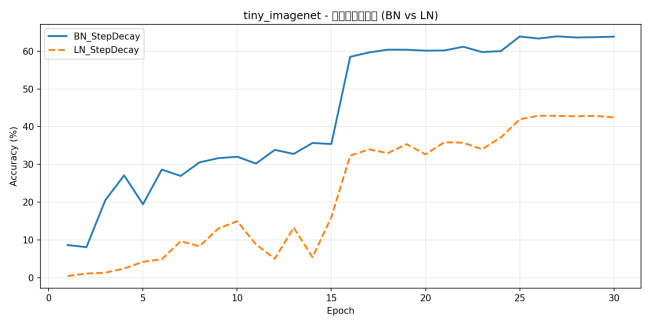 tiny_imagenet - (BN vs LN)
BN_StepDecay
LN_StepDecay
Accuracy (%)
60
50
40
30
20
10
0
0 5 10 15 20 25 30
Epoch